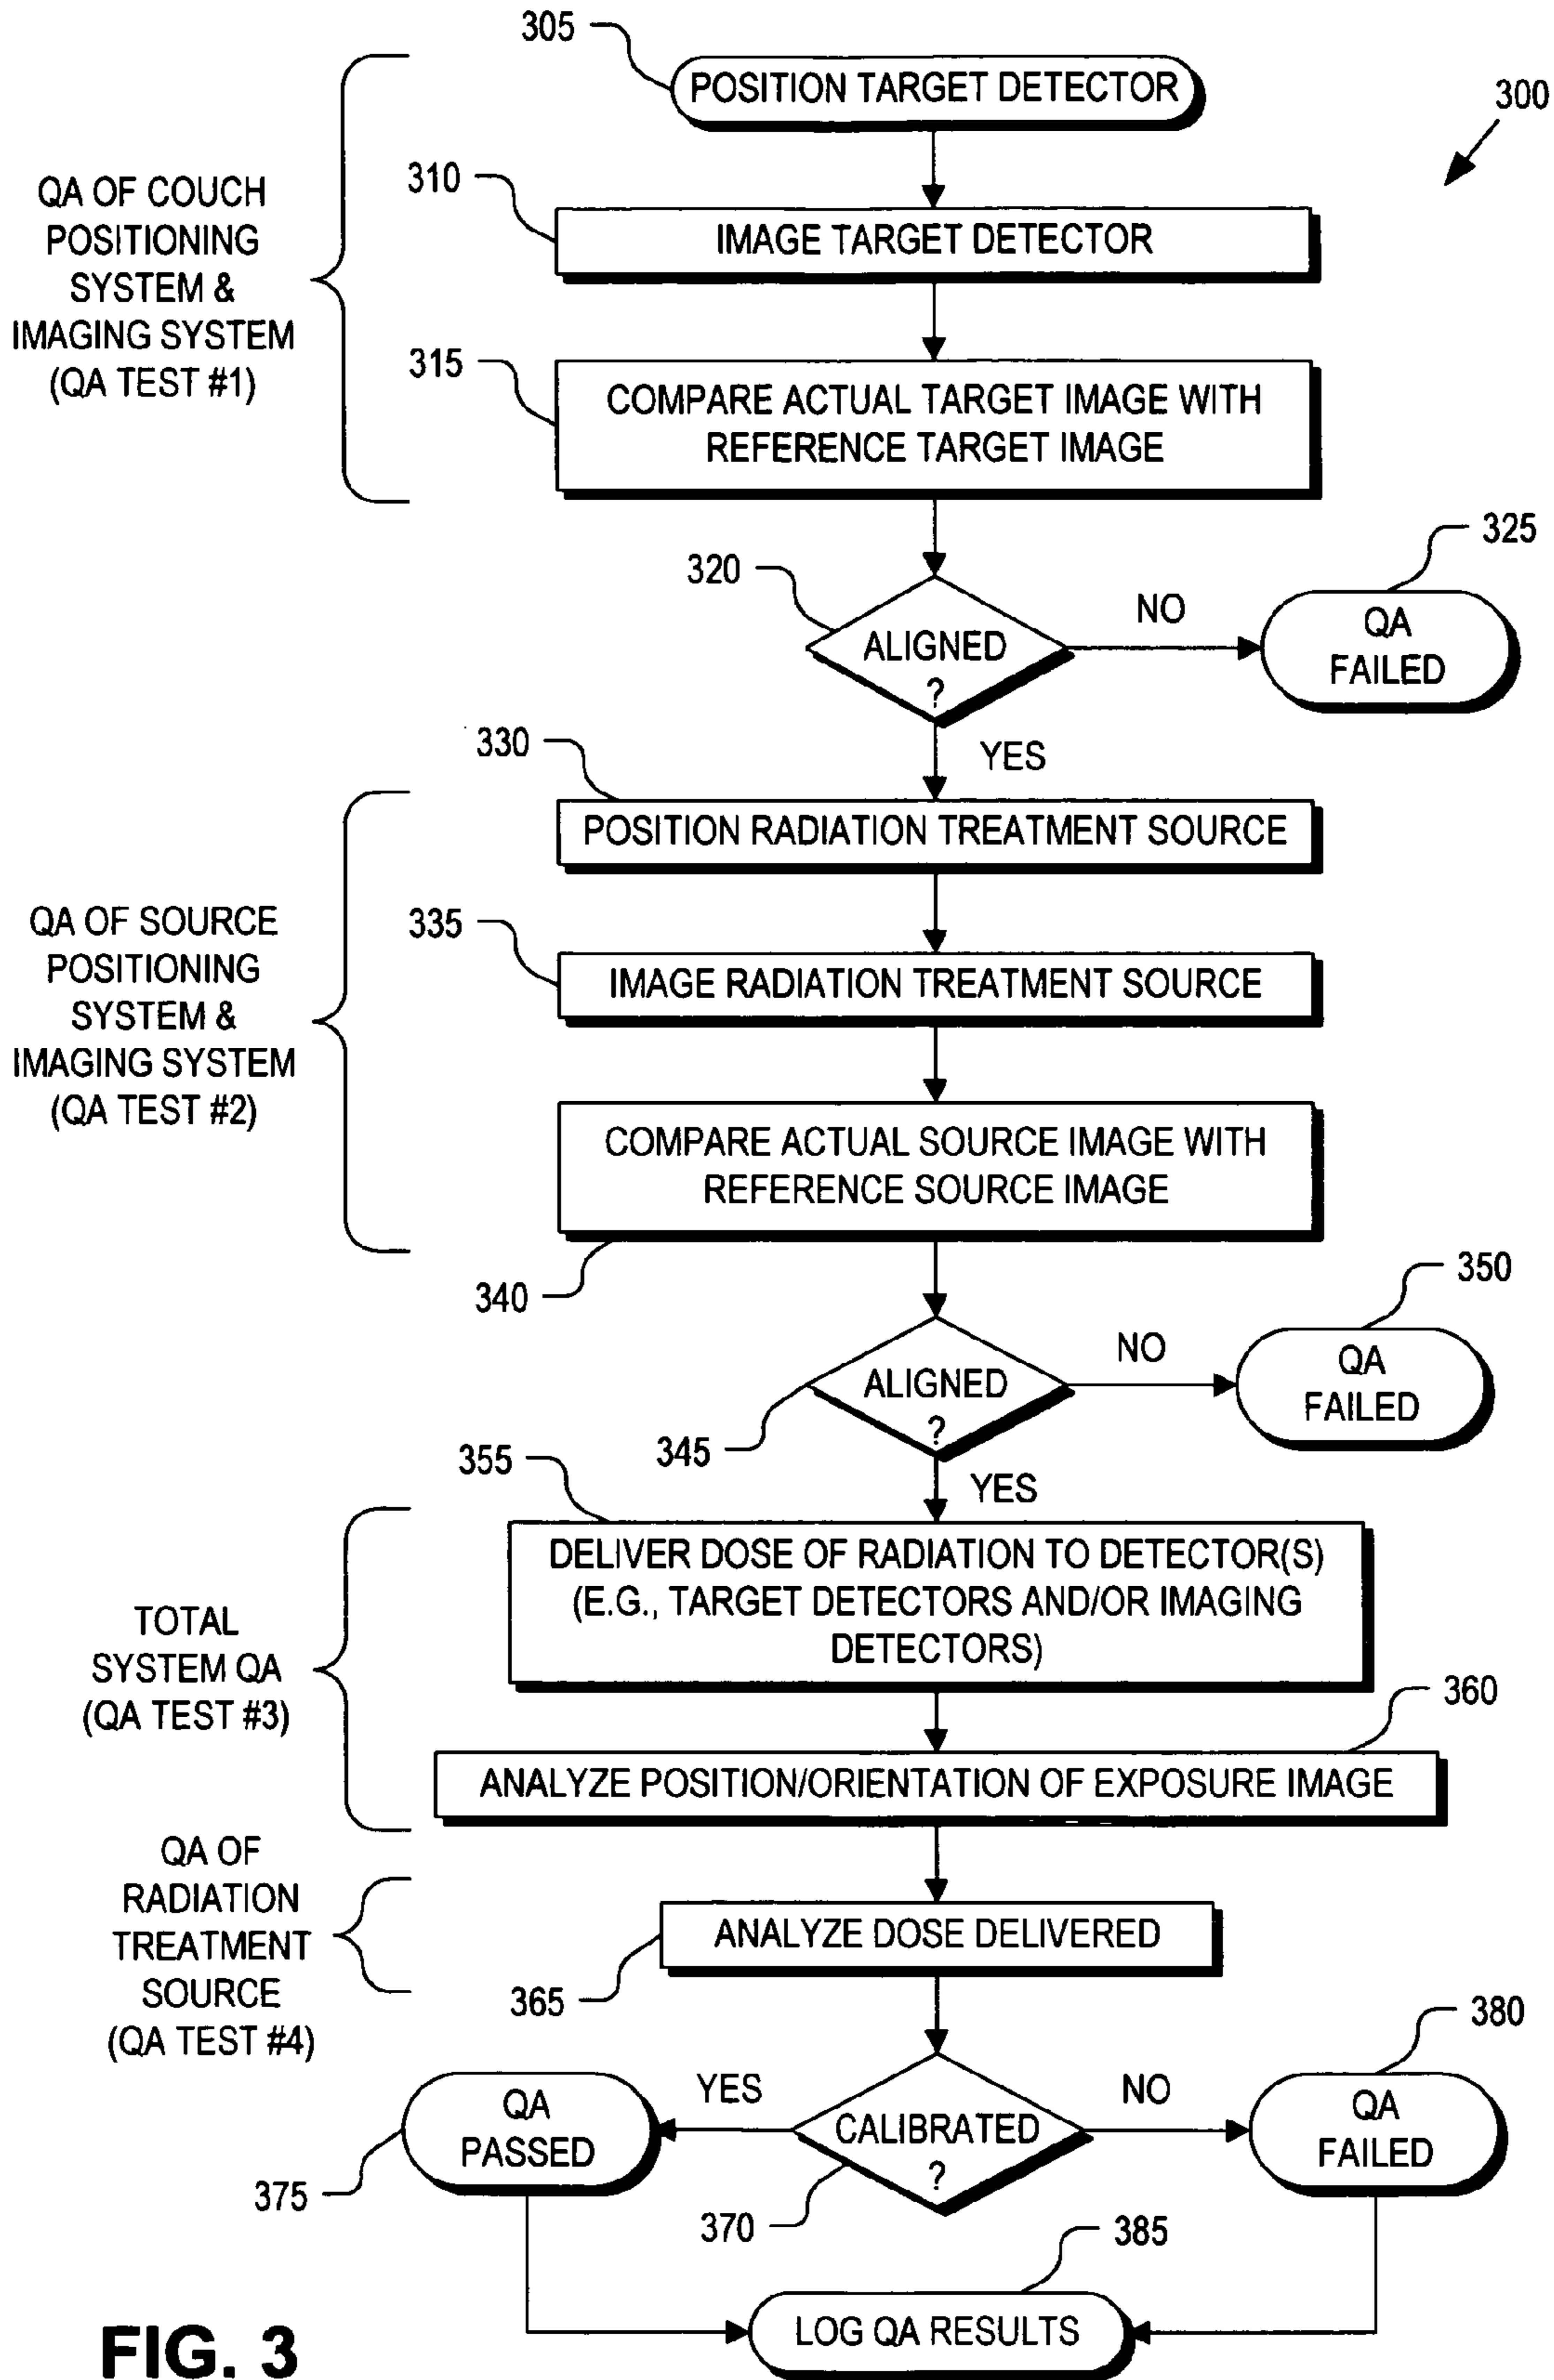 305
POSITION TARGET DETECTOR
300
310
IMAGE TARGET DETECTOR
QA OF COUCH
POSITIONING
SYSTEM &
IMAGING SYSTEM
(QA TEST #1)
315
COMPARE ACTUAL TARGET IMAGE WITH
REFERENCE TARGET IMAGE
320
ALIGNED
?
NO
325
QA
FAILED
YES
330
POSITION RADIATION TREATMENT SOURCE
335
IMAGE RADIATION TREATMENT SOURCE
QA OF SOURCE
POSITIONING
SYSTEM &
IMAGING SYSTEM
(QA TEST #2)
COMPARE ACTUAL SOURCE IMAGE WITH
REFERENCE SOURCE IMAGE
340
345
ALIGNED
?
NO
350
QA
FAILED
YES
355
DELIVER DOSE OF RADIATION TO DETECTOR(S)
(E.G., TARGET DETECTORS AND/OR IMAGING
DETECTORS)
TOTAL
SYSTEM QA
(QA TEST #3)
360
ANALYZE POSITION/ORIENTATION OF EXPOSURE IMAGE
QA OF
RADIATION
TREATMENT
SOURCE
(QA TEST #4)
ANALYZE DOSE DELIVERED
365
YES
CALIBRATED
?
NO
370
QA
PASSED
375
380
QA
FAILED
385
LOG QA RESULTS
FIG. 3